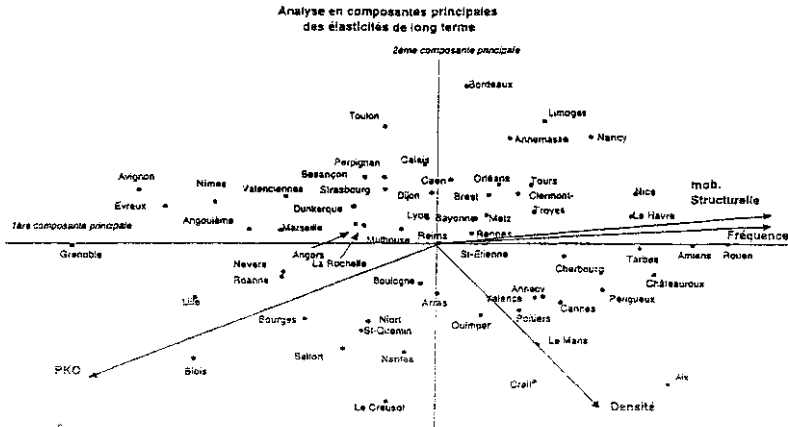 Analyse en composantes principales
des élasticités de long terme
2ème composante principale
Bordeaux
Limoges
Toulon
Annemasse
Nancy
Perpignan
Calais
Avignon
Besançon
Caen
Orléans
Tours
Nimes
Valenciennes
Strasbourg
Dijon
Brest
Clermont-
Nice
mob.
Structurelle
Evreux
Dunkerque
Troyes
Angoulème
Lyon
Bayonne
Metz
Le Havre
1ère composante principale
Marseille
Mulhouse
Reims
Rennes
Fréquence
Grenoble
Angers
La Rochelle
St-Etienne
Tarbes
Amiens
Rouen
Nevers
Roanne
Boulogne
Cherbourg
Châteauroux
Lille
Arras
Valence
Annecy
Périgueux
Cannes
Bourges
Niort
St-Quentin
Quimper
Poitiers
Belfort
Nantes
Le Mans
PKO
Blois
Creil
Aix
Le Creusot
Densité